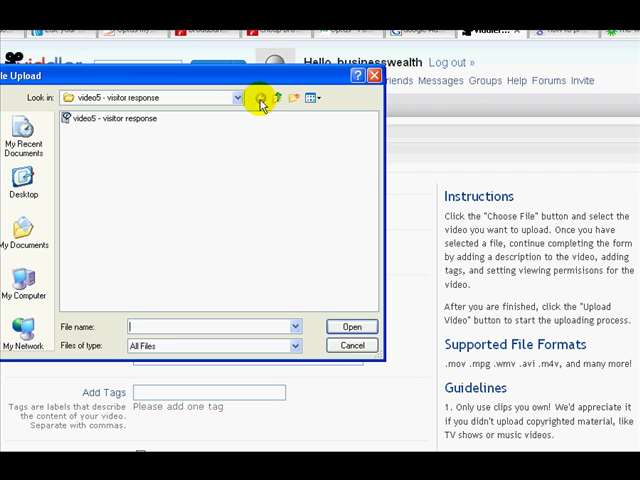 Edit your
Optus
Google
viddler
Hello, businesswealth Log out »
Friends Messages Groups Help Forums Invite
le Upload
Look in: video5 - visitor response
video5 - visitor response
My Recent
Documents
Desktop
My Documents
My Computer
My Network
File name:
Open
Files of type: All Files
Cancel
Instructions
Click the "Choose File" button and select the
video you want to upload. Once you have
selected a file, continue completing the form
by adding a description to the video, adding
tags, and setting viewing permisisons for the
video.
After you are finished, click the "Upload
Video" button to start the uploading process.
Supported File Formats
.mov .mpg .wmv .avi .m4v, and many more!
Guidelines
1. Only use clips you own! We'd appreciate it
if you didn't upload copyrighted material, like
TV shows or music videos.
Add Tags
Tags are labels that describe
the content of your video.
Separate with commas.
Please add one tag